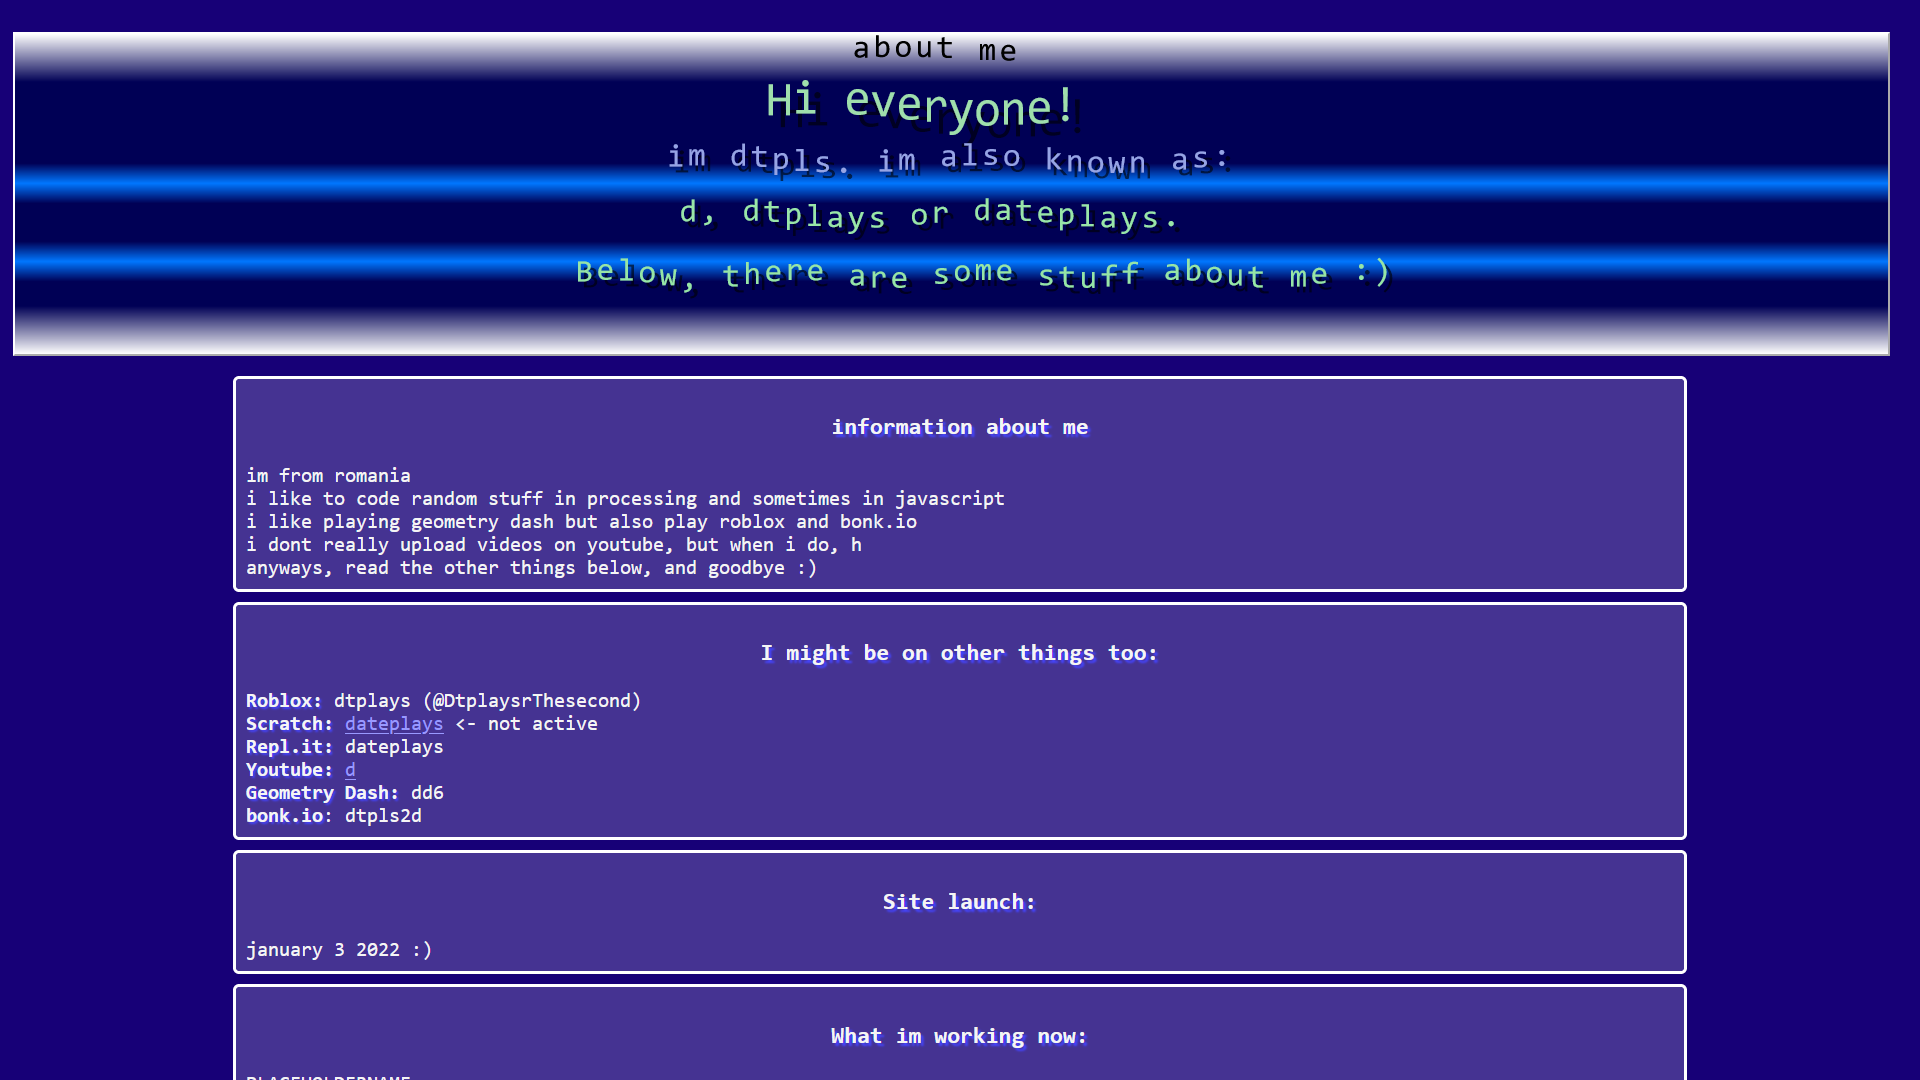 about me
Hi everyone!
im dtpls. im also known as:
d, dtplays or dateplays.
Below, there are some stuff about me :)
information about me
im from romania
i like to code random stuff in processing and sometimes in javascript
i like playing geometry dash but also play roblox and bonk.io
i dont really upload videos on youtube, but when i do, h
anyways, read the other things below, and goodbye :)
I might be on other things too:
Roblox: dtplays (@DtplaysrThesecond)
Scratch: dateplays <- not active
Repl.it: dateplays
Youtube: d
Geometry Dash: dd6
bonk.io: dtpls2d
Site launch:
january 3 2022 :)
What im working now:
PLACEHOLDERNAME